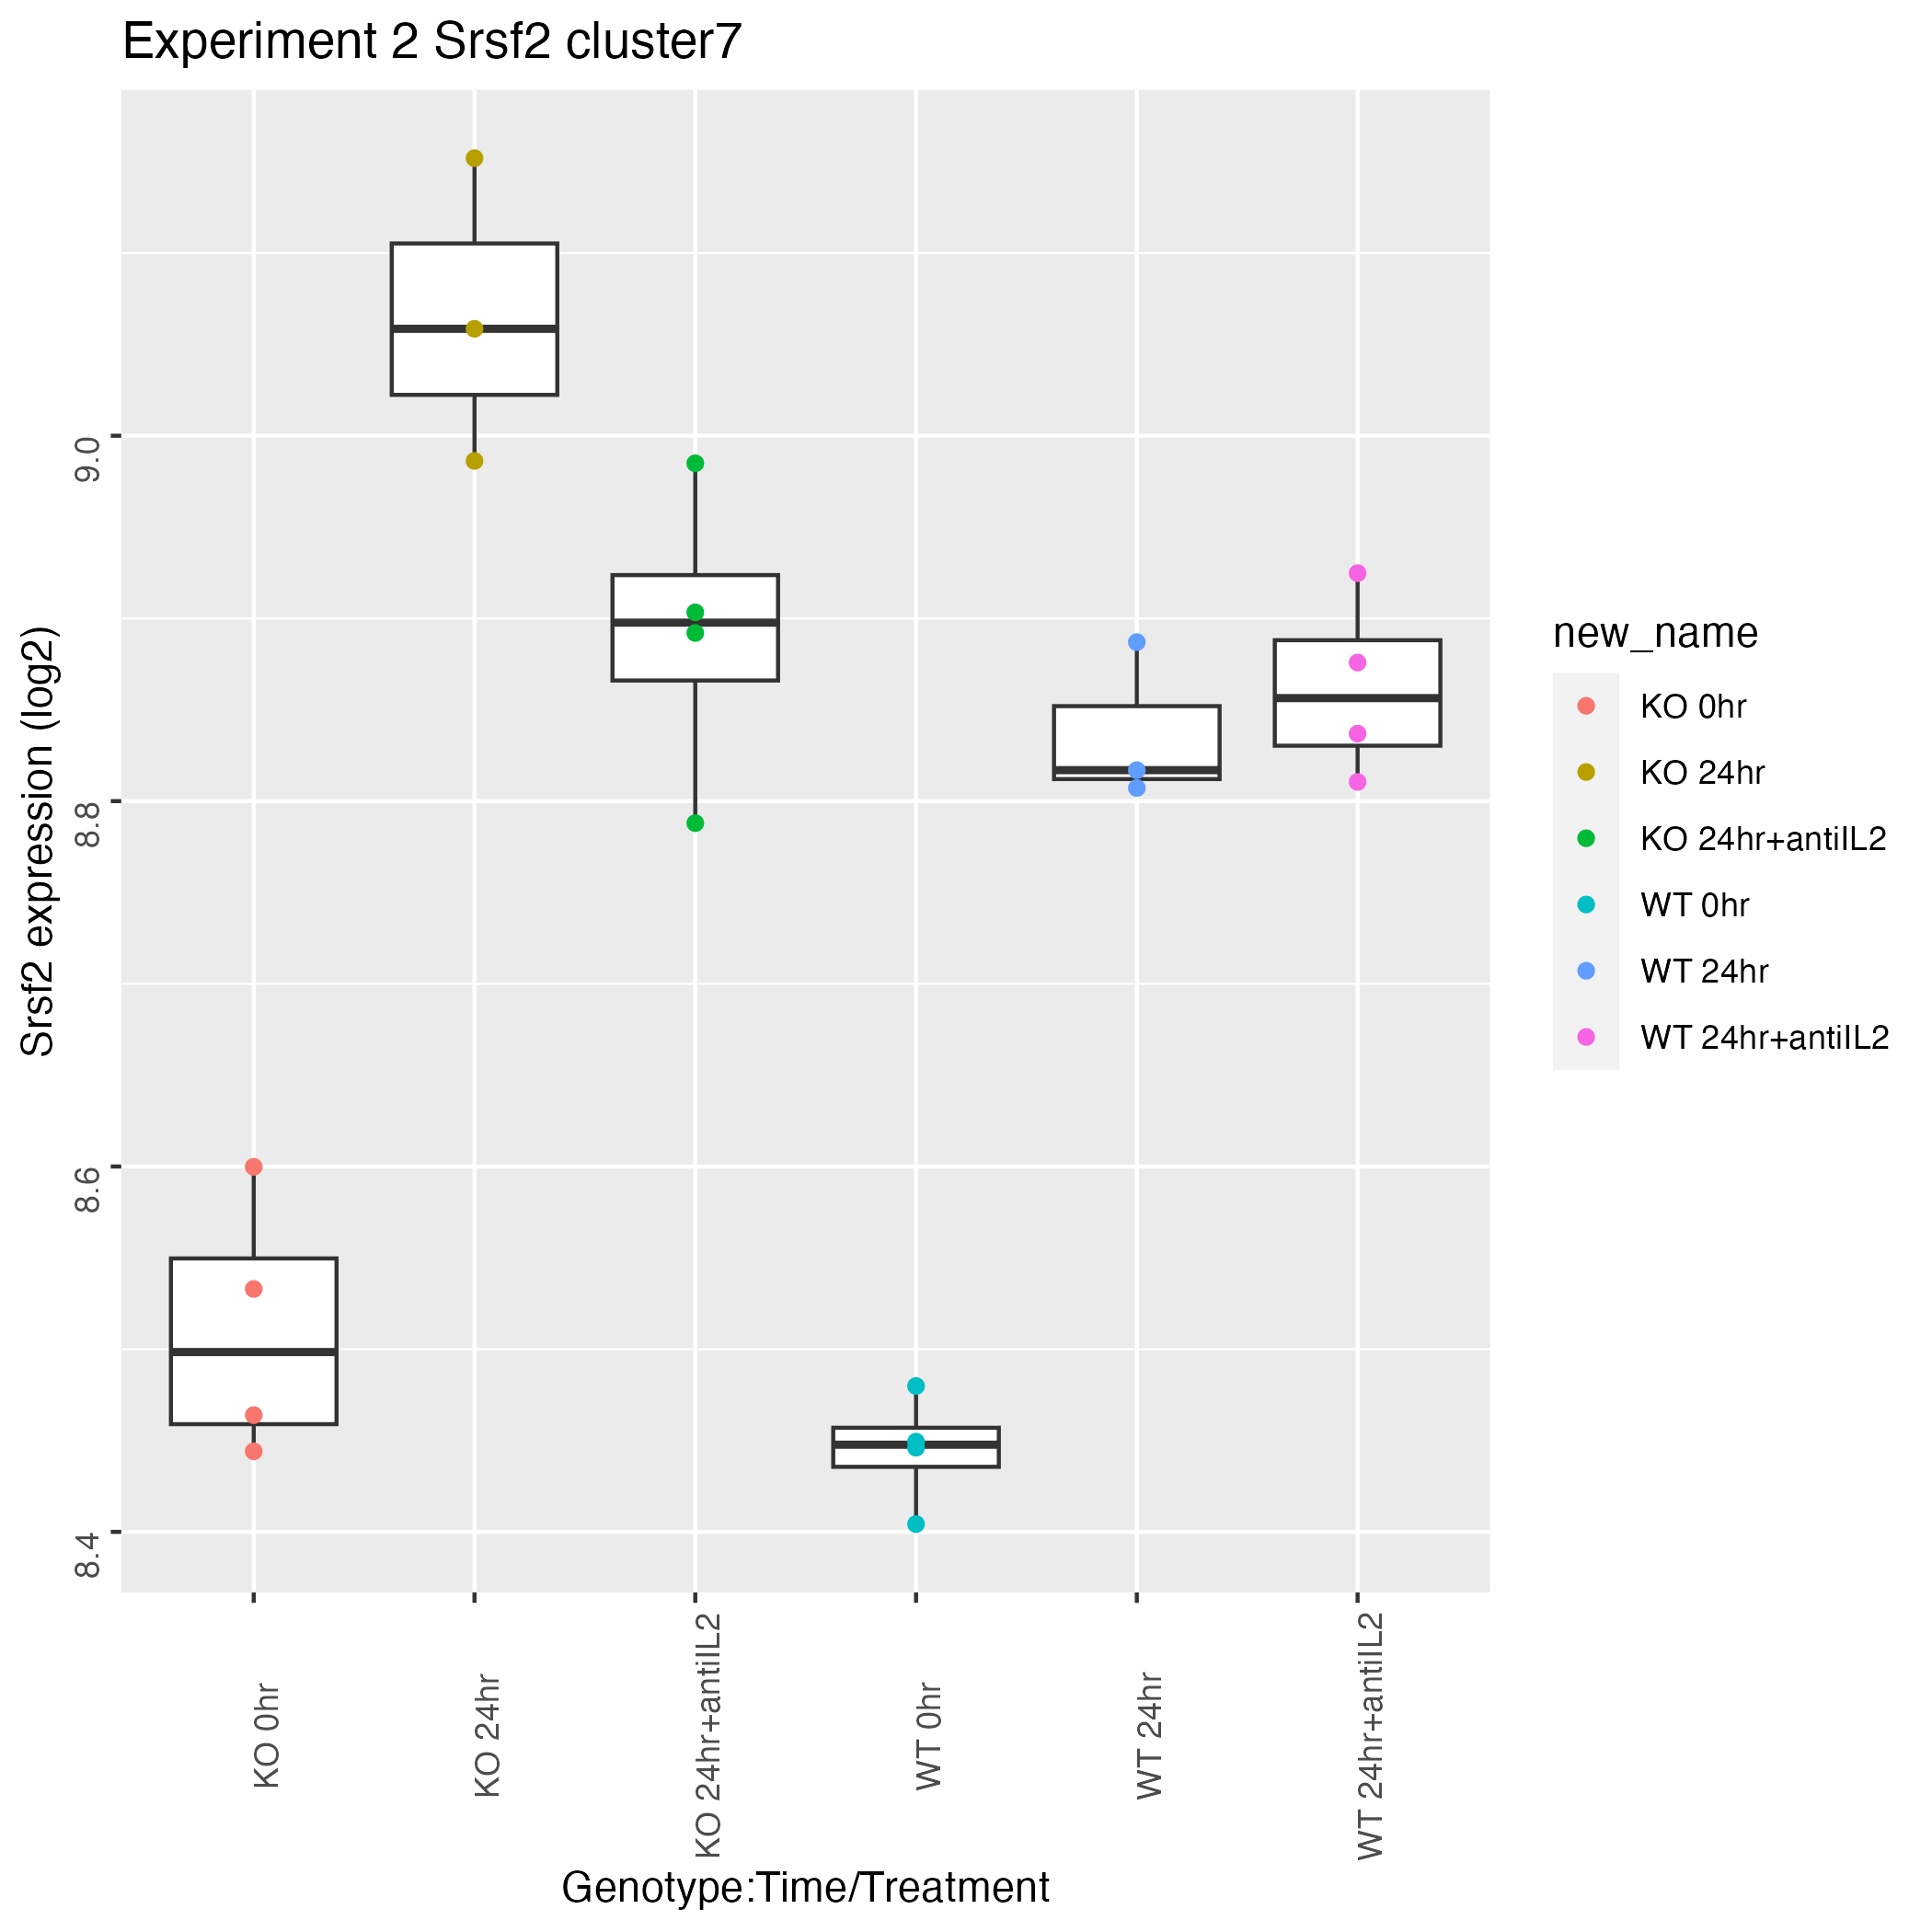 Experiment 2 Srsf2 cluster7
Srsf2 expression (log2)
9.0
8.8
8.6
8.4
KO 0hr
KO 24hr
KO 24hr+antiIL2
WT 0hr
WT 24hr
WT 24hr+antiIL2
Genotype:Time/Treatment
new_name
KO 0hr
KO 24hr
KO 24hr+antiIL2
WT 0hr
WT 24hr
WT 24hr+antiIL2